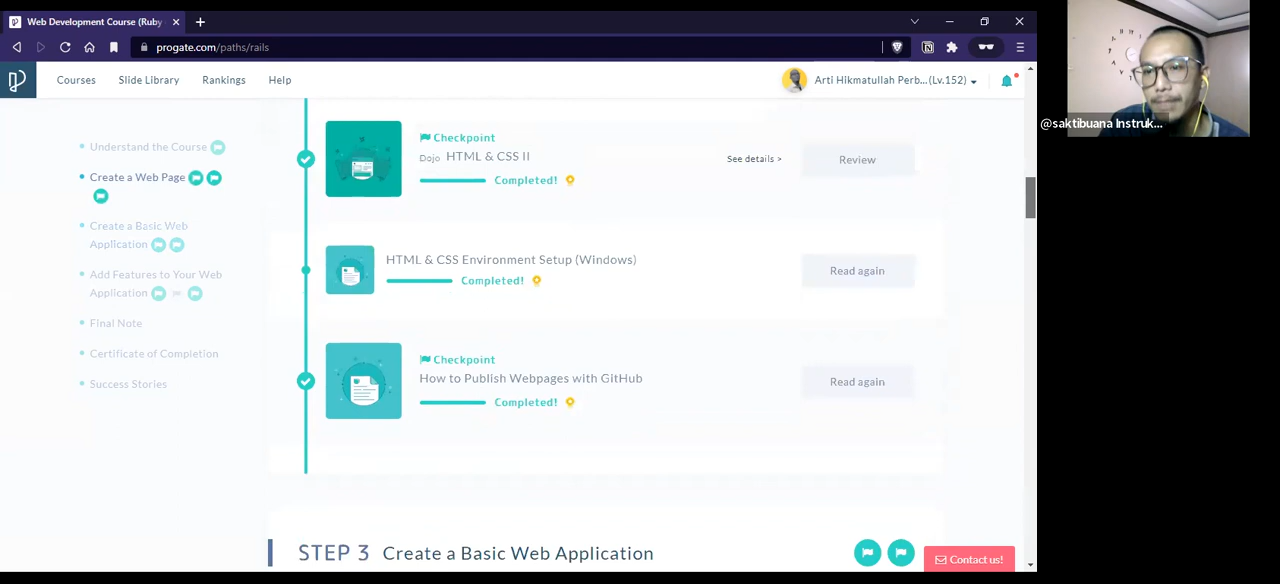 Web Development Course (Ruby
progate.com/paths/rails
Courses Slide Library Rankings Help
Arti Hikmatullah Perb...(Lv.152)
@saktibuana Instruk...
Understand the Course
Create a Web Page
Create a Basic Web
Application
Add Features to Your Web
Application
Final Note
Certificate of Completion
Success Stories
Checkpoint
Dojo HTML & CSS II
Completed!
See details >
Review
HTML & CSS Environment Setup (Windows)
Completed!
Read again
Checkpoint
How to Publish Webpages with GitHub
Completed!
Read again
STEP 3 Create a Basic Web Application
Contact us!